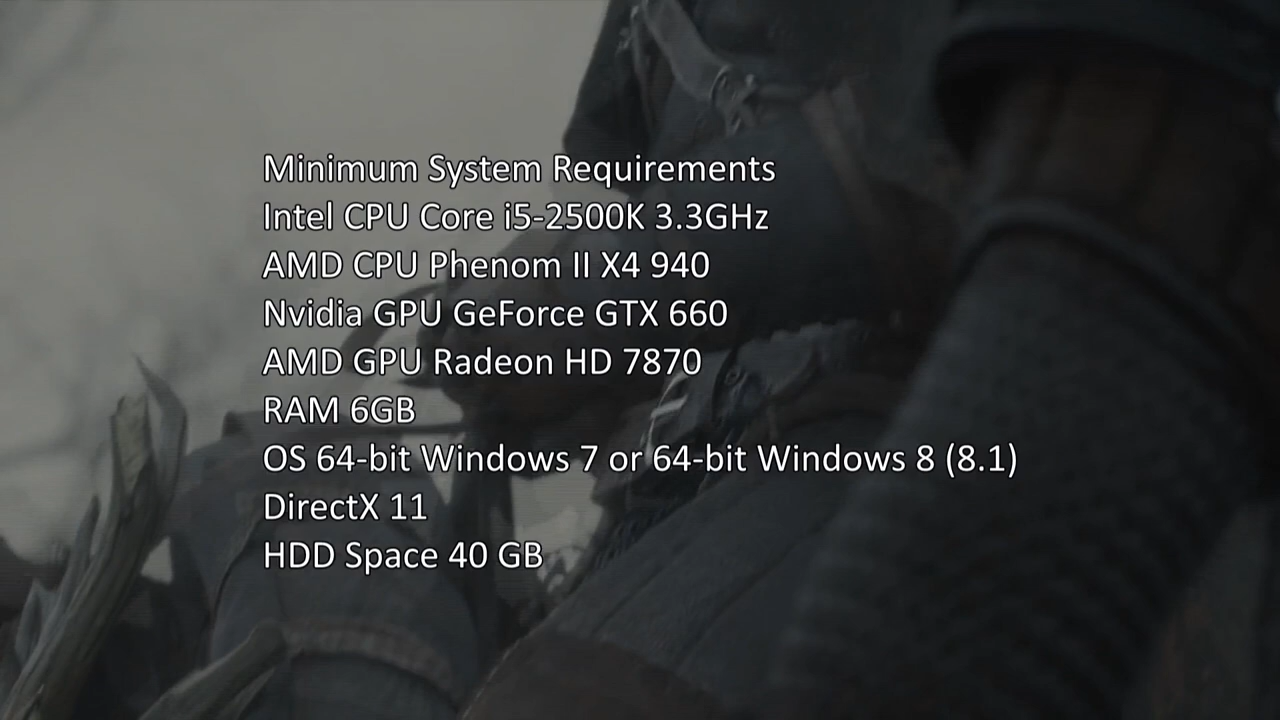 Minimum System Requirements
Intel CPU Core i5-2500K 3.3GHz
AMD CPU Phenom II X4 940
Nvidia GPU GeForce GTX 660
AMD GPU Radeon HD 7870
RAM 6GB
OS 64-bit Windows 7 or 64-bit Windows 8 (8.1)
DirectX 11
HDD Space 40 GB